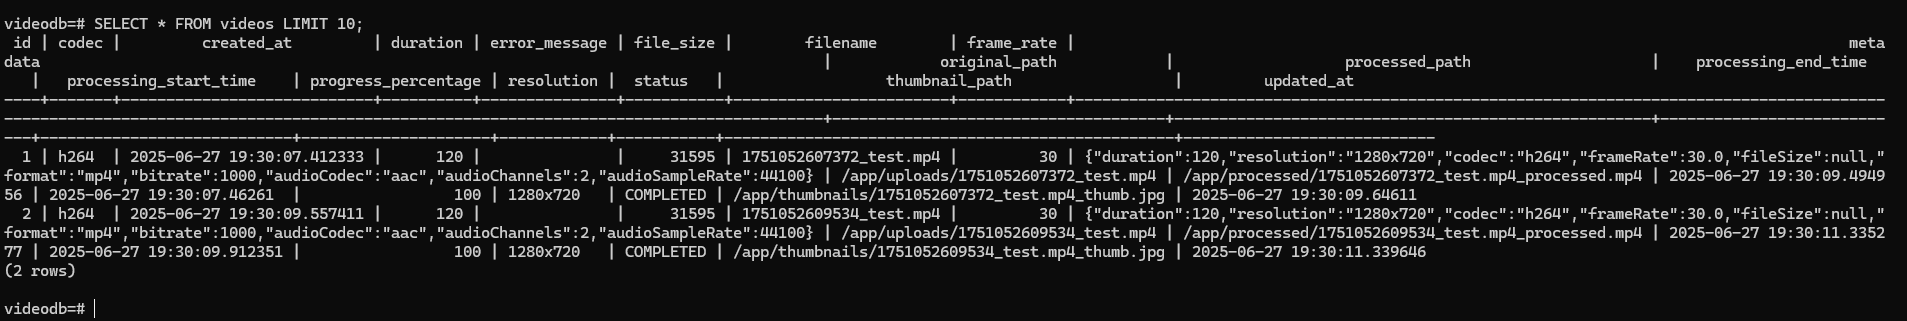 videodb=# SELECT * FROM videos LIMIT 10;
 id | codec |         created_at         | duration | error_message | file_size |        filename        | frame_rate |                                                                                      meta
data                                                                                       |            original_path            |                   processed_path                    |    processing_end_time
   |   processing_start_time    | progress_percentage | resolution |  status   |                  thumbnail_path                  |         updated_at
----+-------+----------------------------+----------+---------------+-----------+------------------------+------------+------------------------------------------------------------------------------------------
-------------------------------------------------------------------------------------------+-------------------------------------+-----------------------------------------------------+-------------------------
---+----------------------------+---------------------+------------+-----------+--------------------------------------------------+----------------------------
  1 | h264  | 2025-06-27 19:30:07.412333 |      120 |               |     31595 | 1751052607372_test.mp4 |         30 | {"duration":120,"resolution":"1280x720","codec":"h264","frameRate":30.0,"fileSize":null,"
format":"mp4","bitrate":1000,"audioCodec":"aac","audioChannels":2,"audioSampleRate":44100} | /app/uploads/1751052607372_test.mp4 | /app/processed/1751052607372_test.mp4_processed.mp4 | 2025-06-27 19:30:09.4949
56 | 2025-06-27 19:30:07.46261  |                 100 | 1280x720   | COMPLETED | /app/thumbnails/1751052607372_test.mp4_thumb.jpg | 2025-06-27 19:30:09.64611
  2 | h264  | 2025-06-27 19:30:09.557411 |      120 |               |     31595 | 1751052609534_test.mp4 |         30 | {"duration":120,"resolution":"1280x720","codec":"h264","frameRate":30.0,"fileSize":null,"
format":"mp4","bitrate":1000,"audioCodec":"aac","audioChannels":2,"audioSampleRate":44100} | /app/uploads/1751052609534_test.mp4 | /app/processed/1751052609534_test.mp4_processed.mp4 | 2025-06-27 19:30:11.3352
77 | 2025-06-27 19:30:09.912351 |                 100 | 1280x720   | COMPLETED | /app/thumbnails/1751052609534_test.mp4_thumb.jpg | 2025-06-27 19:30:11.339646
(2 rows)
videodb=#